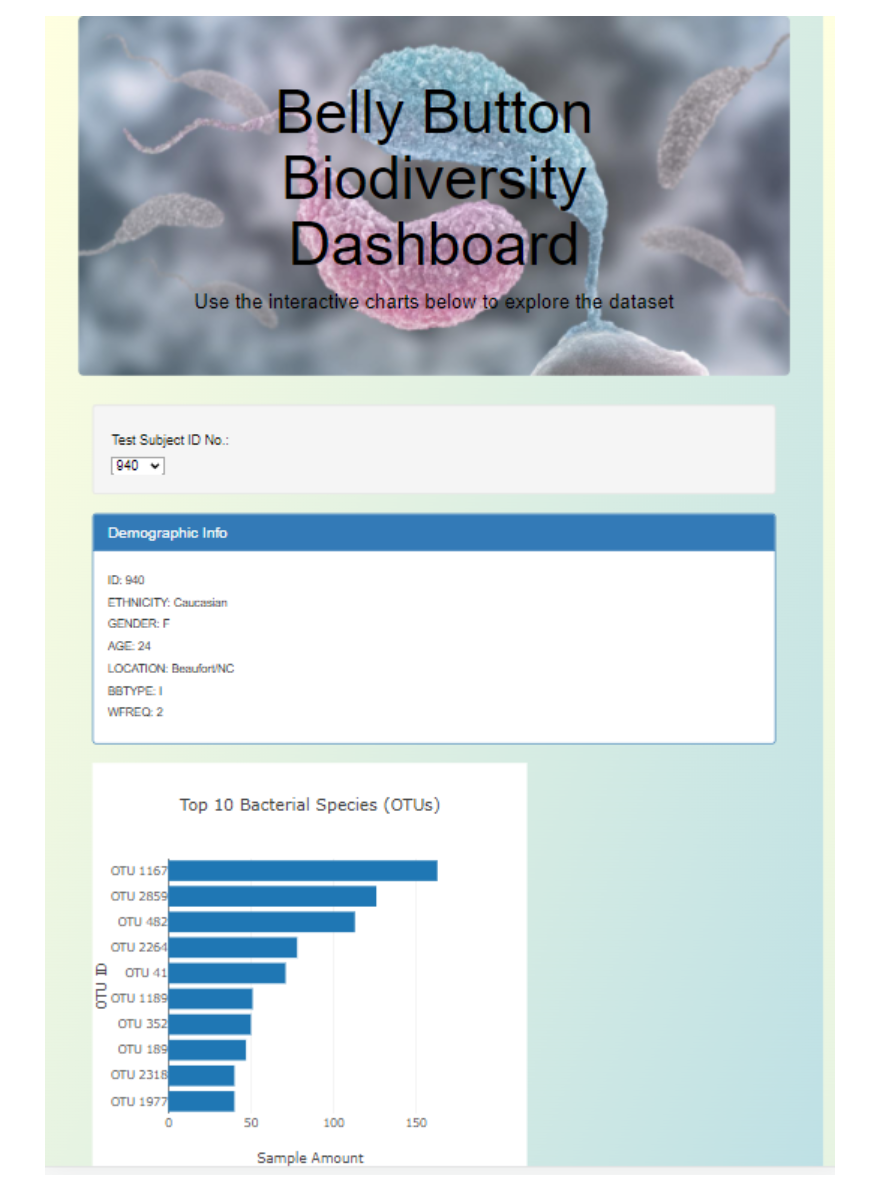 Belly Button
Biodiversity
Dashboard
Use the interactive charts below to explore the dataset
Test Subject ID No.:
940
Demographic Info
ID: 940
ETHNICITY: Caucasian
GENDER: F
AGE: 24
LOCATION: Beaufort/NC
BBTYPE: I
WFREQ: 2
Top 10 Bacterial Species (OTUs)
OTU ID
OTU 1167
OTU 2859
OTU 482
OTU 2264
OTU 41
OTU 1189
OTU 352
OTU 189
OTU 2318
OTU 1977
0 50 100 150
Sample Amount